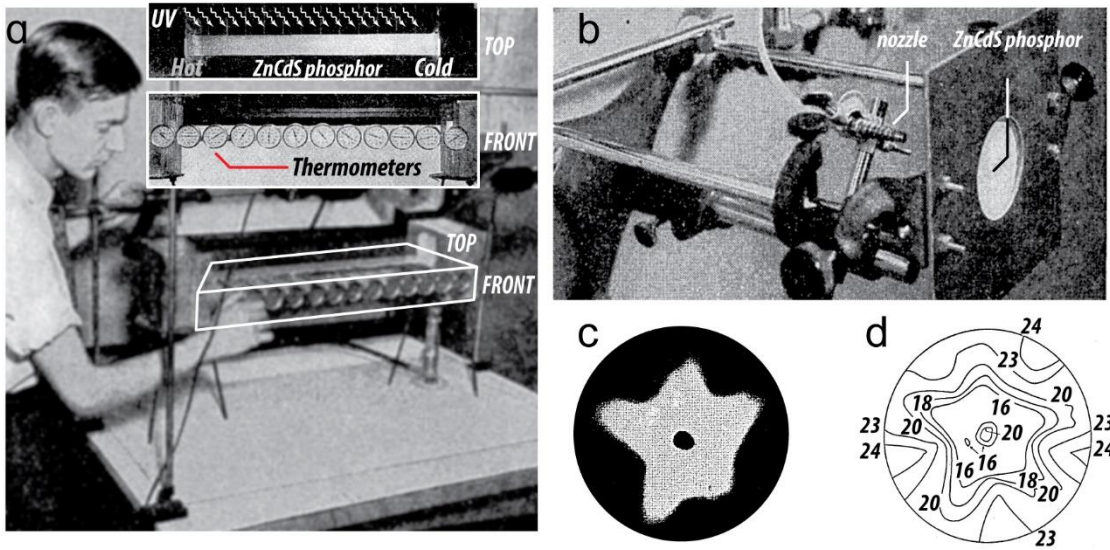 a
UV
TOP
Hot ZnCdS phosphor Cold
FRONT
Thermometers
TOP
FRONT
b
nozzle
ZnCdS phosphor
c
d
24
23
18
16
23
20
20
23
24
24
16
16
18
20
20
23